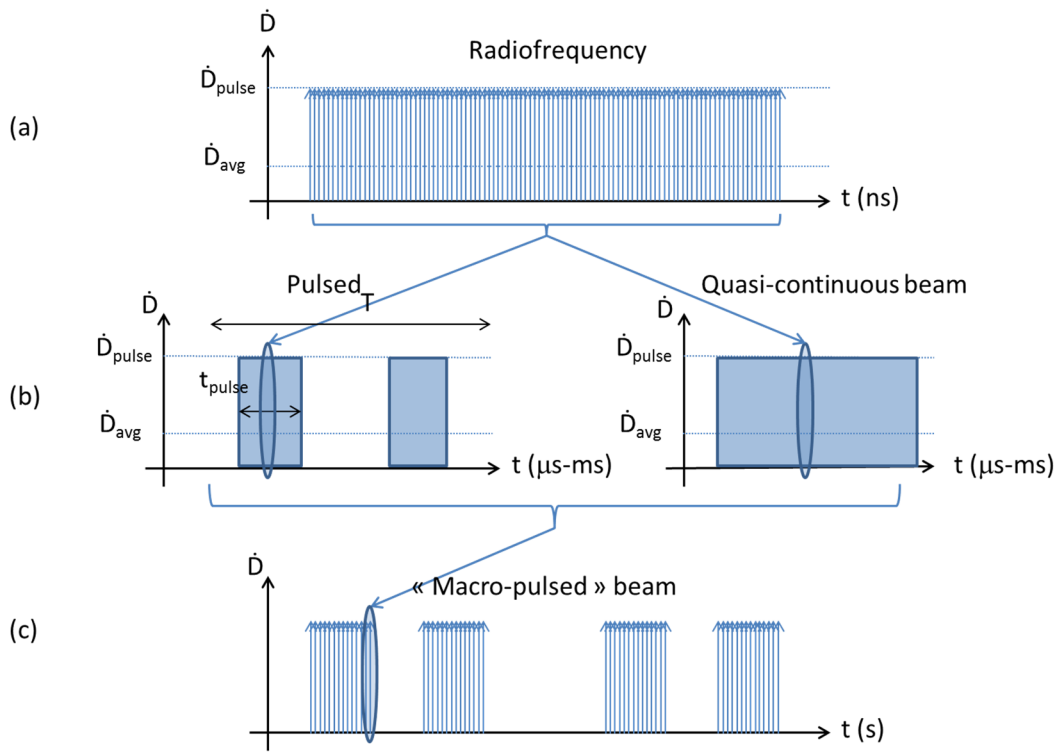 Ḋ
Radiofrequency
Ḋpulse
(a)
Ḋavg
t (ns)
Pulsed
T
Quasi-continuous beam
Ḋ
Ḋ
Ḋpulse
Ḋpulse
tpulse
(b)
Ḋavg
Ḋavg
t (μs-ms)
t (μs-ms)
Ḋ
« Macro-pulsed » beam
(c)
t (s)